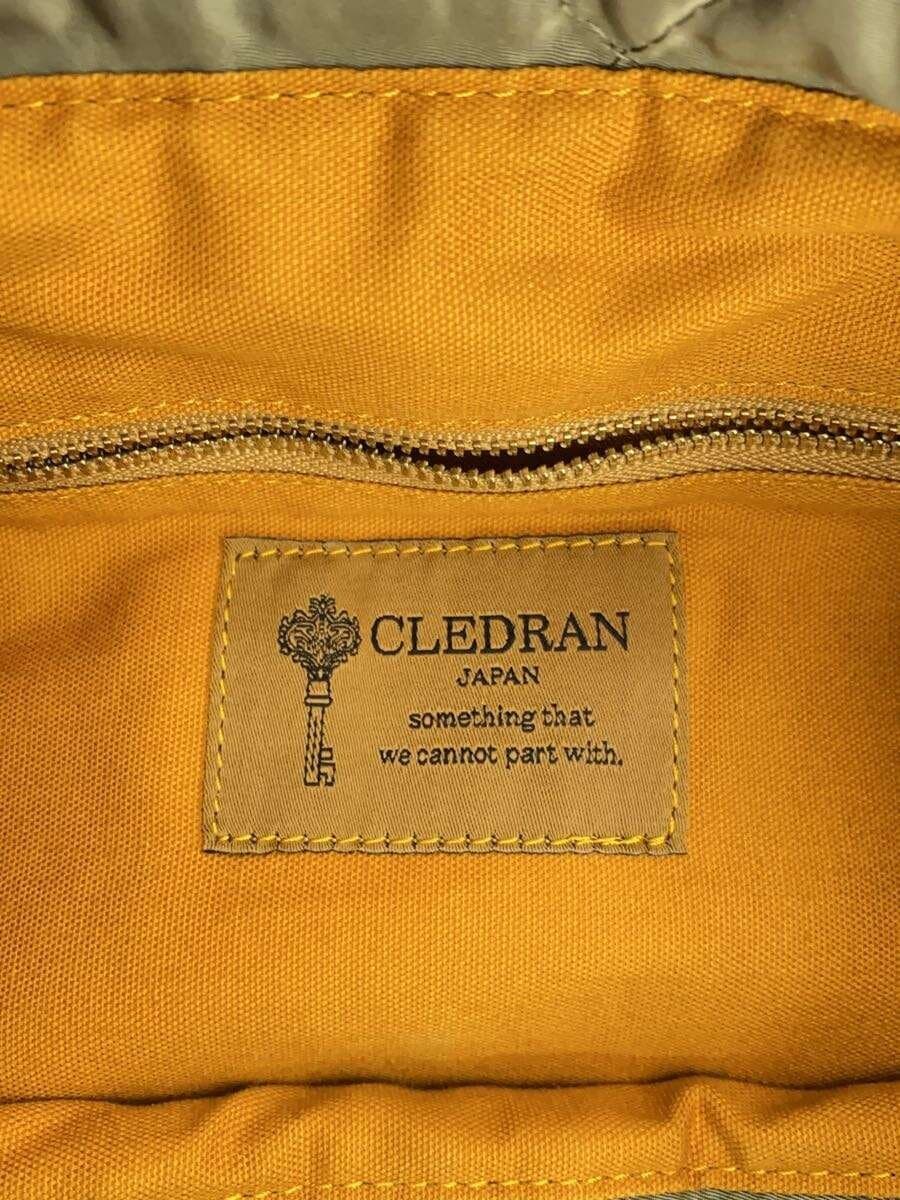 CLEDRAN
JAPAN
something that
we cannot part with.